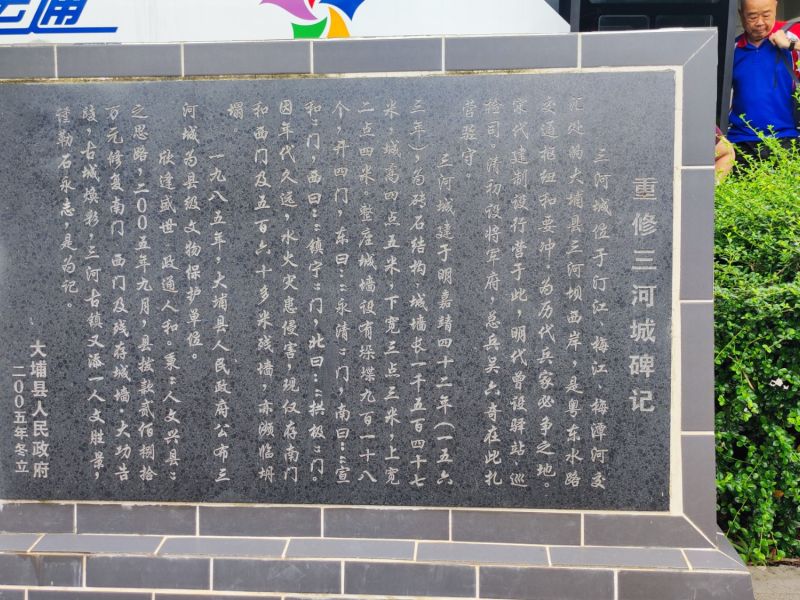 重修三河城碑记
三河城位于汀江、梅江、梅潭河交
汇处的大埔县三河坝西岸，是粤东水路
交通枢纽和要冲，为历代兵家必争之地。
宋代建制设行营于此，明代曾设驿站、巡
检司。清初设将军府，总兵吴六奇在此扎
营驻守。
三河城建于明嘉靖四十二年（一五六
三年），为砖石结构、城墙长一千五百四十七
米，城高四点五米，下宽三点三米，上宽
二点四米，整座城墙设有垛堞九百一十八
个，开四门，东曰："永清"门，南曰："宣
和"门，西曰："镇宁"门，北曰："拱极"门。
因年代久远，水火灾患侵害，现仅存南门
和西门及五百六十多米残墙，亦濒临坍
塌。
一九八五年，大埔县人民政府公布三
河城为县级文物保护单位。
欣逢盛世，政通人和。秉"人文兴县"
之思路，二00五年九月，县拨款贰佰捌拾
万元修复南门、西门及残存城墙，大功告
竣，古城焕彩，三河古镇又添一人文胜景，
谨勒石永志，是为记。
大埔县人民政府
二00五年冬立